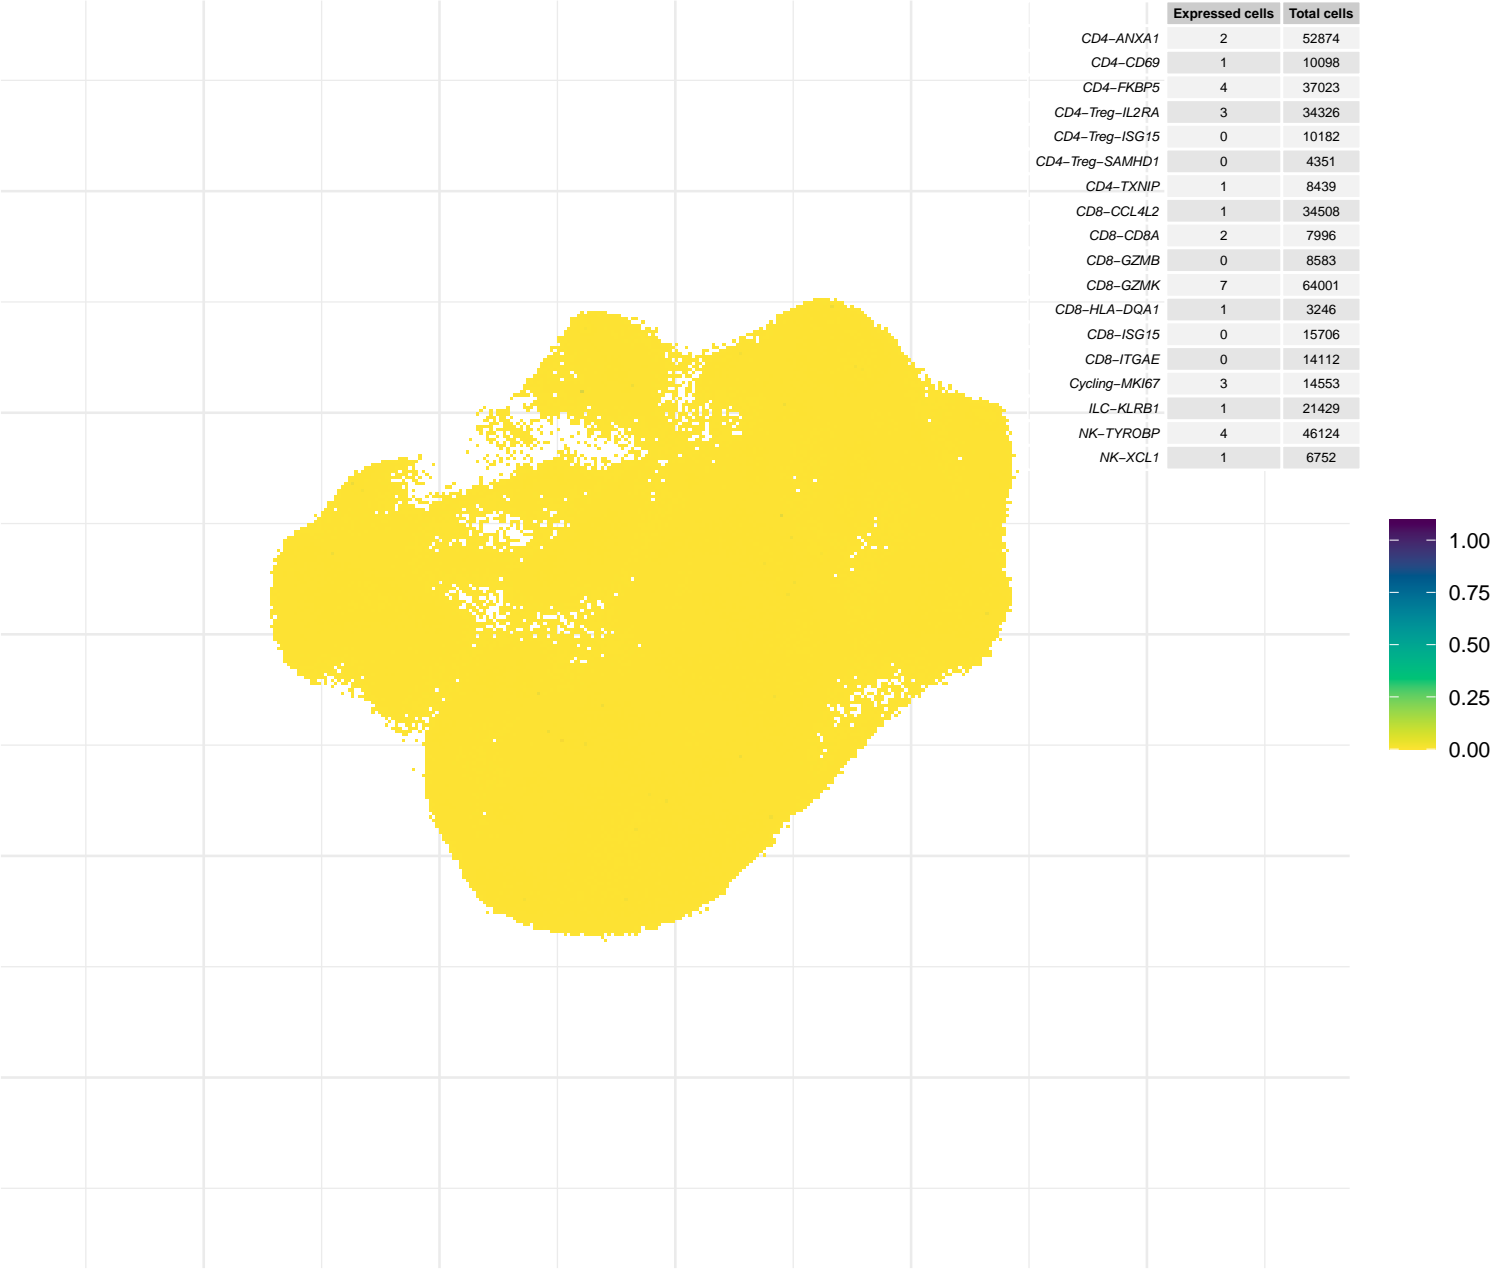 Expressed cells Total cells
CD4−ANXA1 2 52874
CD4−CD69 1 10098
CD4−FKBP5 4 37023
CD4−Treg−IL2RA 3 34326
CD4−Treg−ISG15 0 10182
CD4−Treg−SAMHD1 0 4351
CD4−TXNIP 1 8439
CD8−CCL4L2 1 34508
CD8−CD8A 2 7996
CD8−GZMB 0 8583
CD8−GZMK 7 64001
CD8−HLA−DQA1 1 3246
CD8−ISG15 0 15706
CD8−ITGAE 0 14112
Cycling−MKI67 3 14553
ILC−KLRB1 1 21429
NK−TYROBP 4 46124
NK−XCL1 1 6752
1.00
0.75
0.50
0.25
0.00